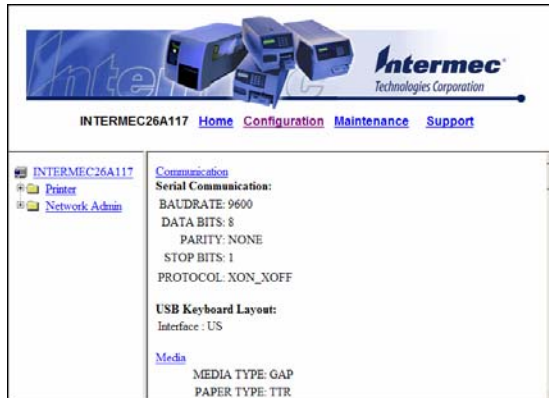 Intermec
Intermec
Technologies Corporation
INTERMEC26A117 Home Configuration Maintenance Support
INTERMEC26A117
Printer
Network Admin
Communication
Serial Communication:
BAUDRATE: 9600
DATA BITS: 8
PARITY: NONE
STOP BITS: 1
PROTOCOL: XON_XOFF
USB Keyboard Layout:
Interface : US
Media
MEDIA TYPE: GAP
PAPER TYPE: TTR